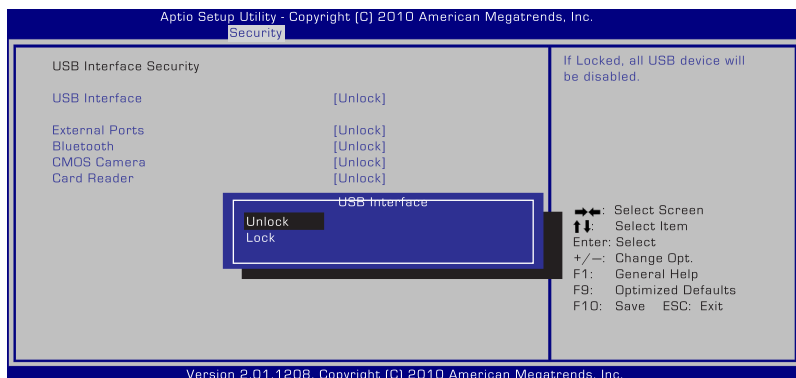 Aptio Setup Utility - Copyright (C) 2010 American Megatrends, Inc.
Security
USB Interface Security
USB Interface [Unlock]
External Ports [Unlock]
Bluetooth [Unlock]
CMOS Camera [Unlock]
Card Reader [Unlock]
USB Interface
Unlock
Lock
If Locked, all USB device will
be disabled.
→←: Select Screen
↑↓: Select Item
Enter: Select
+/—: Change Opt.
F1: General Help
F9: Optimized Defaults
F10: Save ESC: Exit
Version 2.01.1208. Copyright (C) 2010 American Megatrends, Inc.